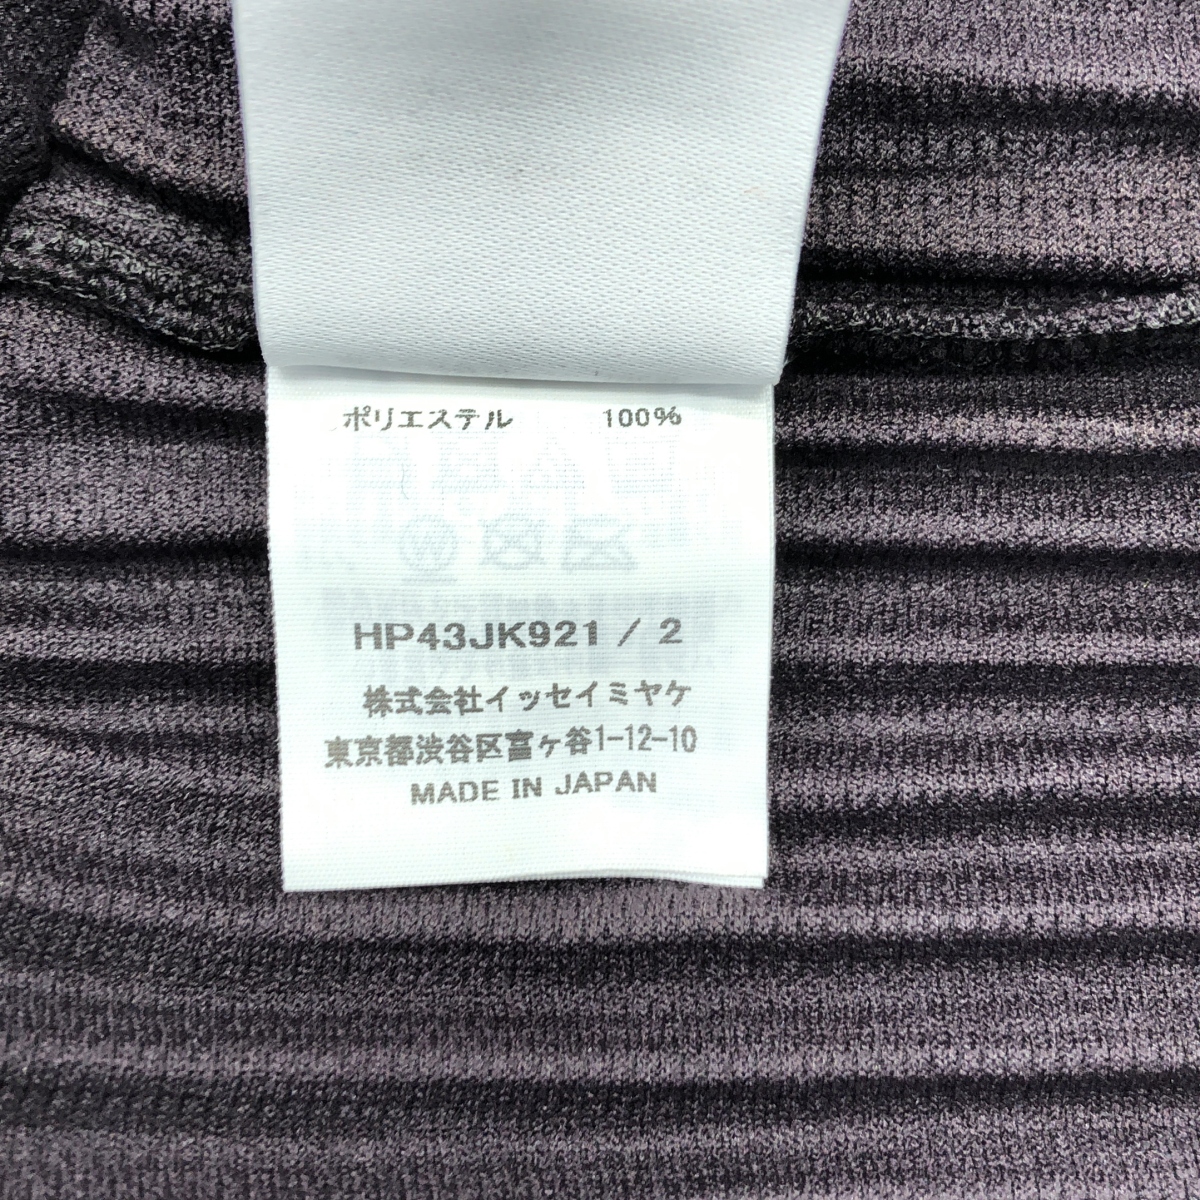 ポリエステル 100%
HP43JK921 / 2
株式会社イッセイミヤケ
東京都渋谷区富ヶ谷1-12-10
MADE IN JAPAN